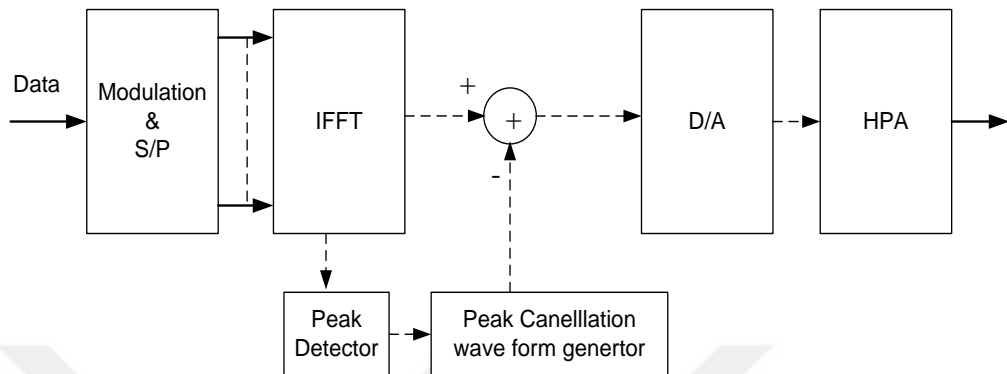 Data
Modulation
&
S/P
IFFT
+
+
-
D/A
HPA
Peak
Detector
Peak Canelllation
wave form genertor